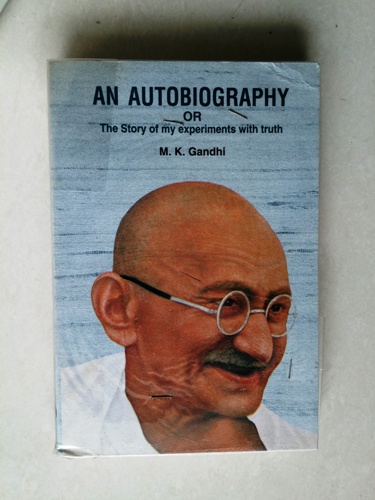 AN AUTOBIOGRAPHY
OR
The Story of my experiments with truth
M. K. Gandhi